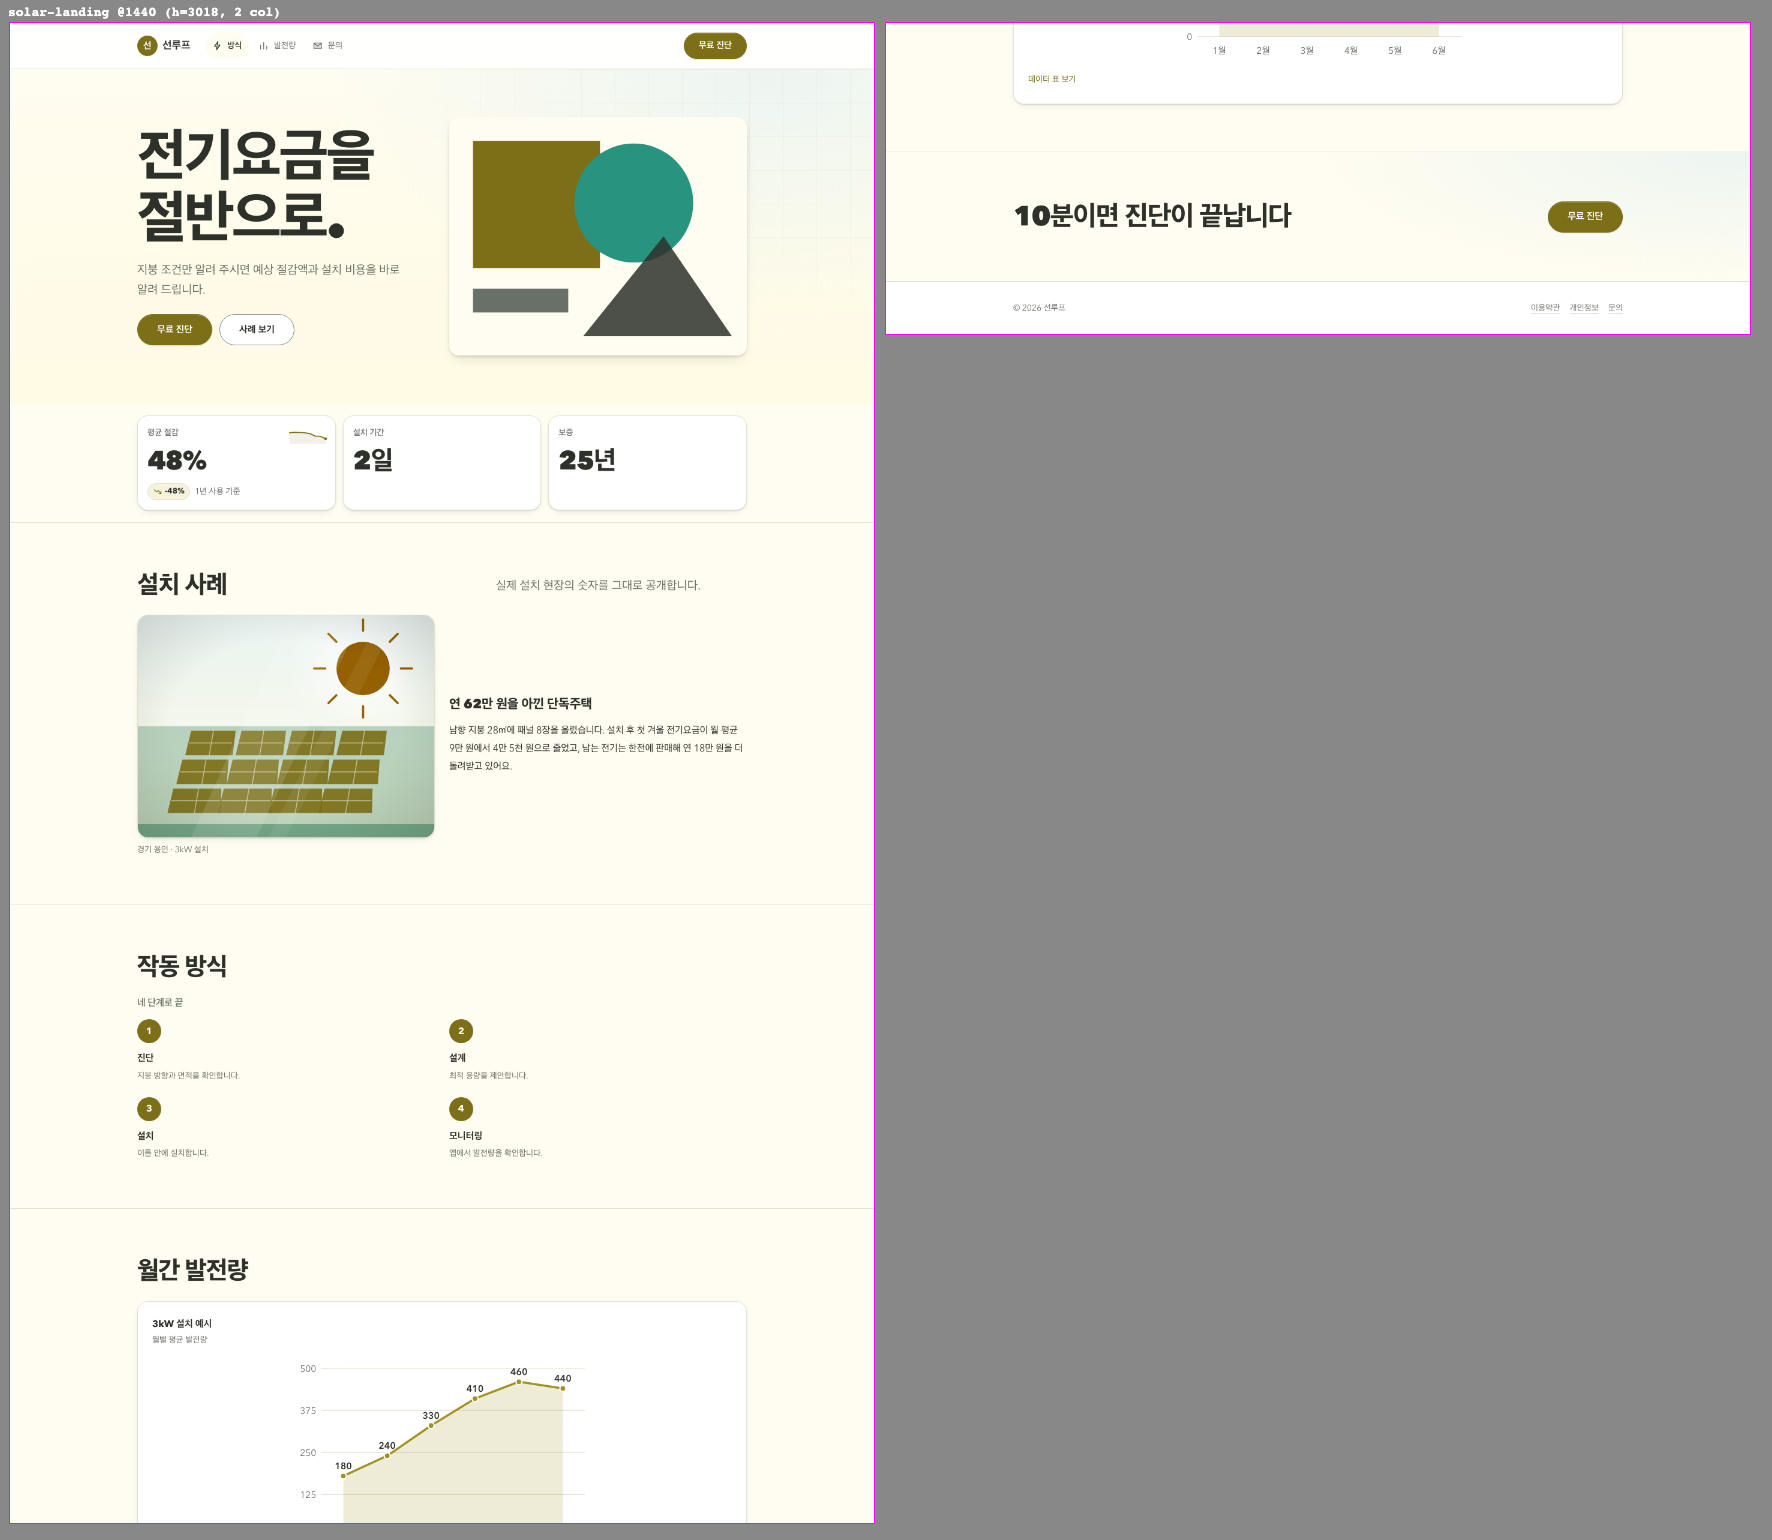 solar-landing @1440 (h=3018, 2 col)
선 선루프 방식 발전량 문의 무료 진단
전기요금을
절반으로.
지붕 조건만 알려 주시면 예상 절감액과 설치 비용을 바로
알려 드립니다.
무료 진단 사례 보기
평균 절감
48%
-48% 1년 사용 기준
설치 기간
2일
보증
25년
설치 사례
실제 설치 현장의 숫자를 그대로 공개합니다.
연 62만 원을 아낀 단독주택
남향 지붕 28㎡에 패널 8장을 올렸습니다. 설치 후 첫 겨울 전기요금이 월 평균
9만 원에서 4만 5천 원으로 줄었고, 남는 전기는 한전에 판매해 연 18만 원을 더
돌려받고 있어요.
경기 용인 · 3kW 설치
작동 방식
네 단계로 끝
1
진단
지붕 방향과 면적을 확인합니다.
2
설계
최적 용량을 제안합니다.
3
설치
이틀 안에 설치합니다.
4
모니터링
앱에서 발전량을 확인합니다.
월간 발전량
3kW 설치 예시
월별 평균 발전량
500
375
250
125
180
240
330
410
460
440
0
1월 2월 3월 4월 5월 6월
데이터 표 보기
10분이면 진단이 끝납니다
무료 진단
© 2026 선루프
이용약관 개인정보 문의